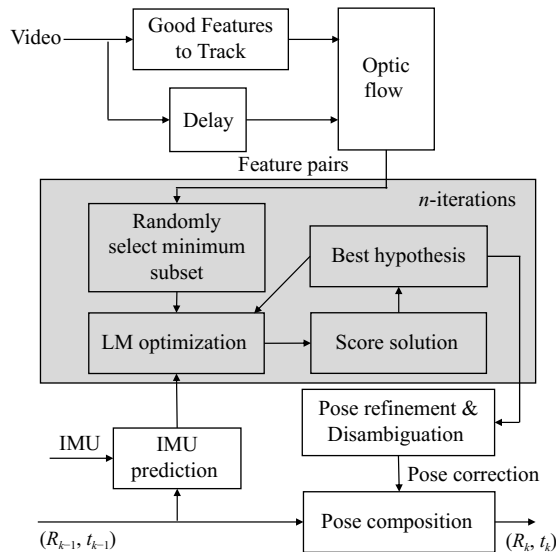 Video
Good Features
to Track
Optic
flow
Delay
Feature pairs
n-iterations
Randomly
select minimum
subset
Best hypothesis
LM optimization
Score solution
Pose refinement &
Disambiguation
IMU
IMU
prediction
Pose correction
(Rk−1, tk−1)
Pose composition
(Rk, tk)